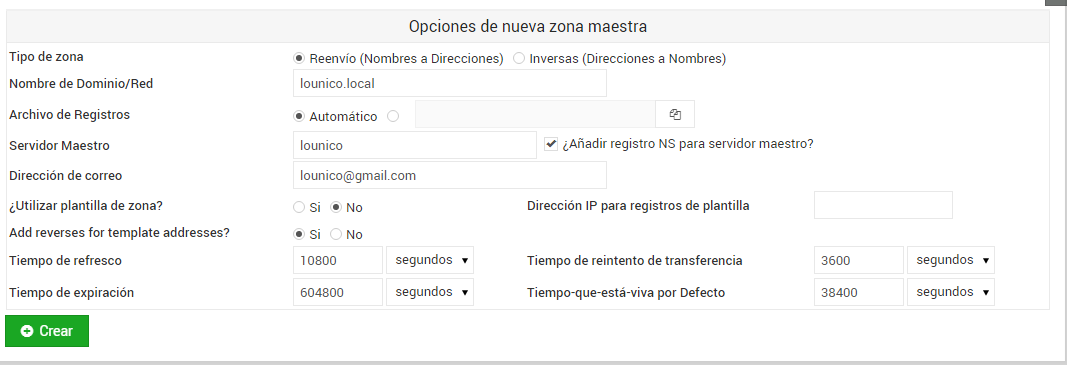 Opciones de nueva zona maestra
Tipo de zona Reenvío (Nombres a Direcciones) Inversas (Direcciones a Nombres)
Nombre de Dominio/Red lounico.local
Archivo de Registros Automático
Servidor Maestro lounico ¿Añadir registro NS para servidor maestro?
Dirección de correo lounico@gmail.com
¿Utilizar plantilla de zona? Si No Dirección IP para registros de plantilla
Add reverses for template addresses? Si No
Tiempo de refresco 10800 segundos Tiempo de reintento de transferencia 3600 segundos
Tiempo de expiración 604800 segundos Tiempo-que-está-viva por Defecto 38400 segundos
Crear